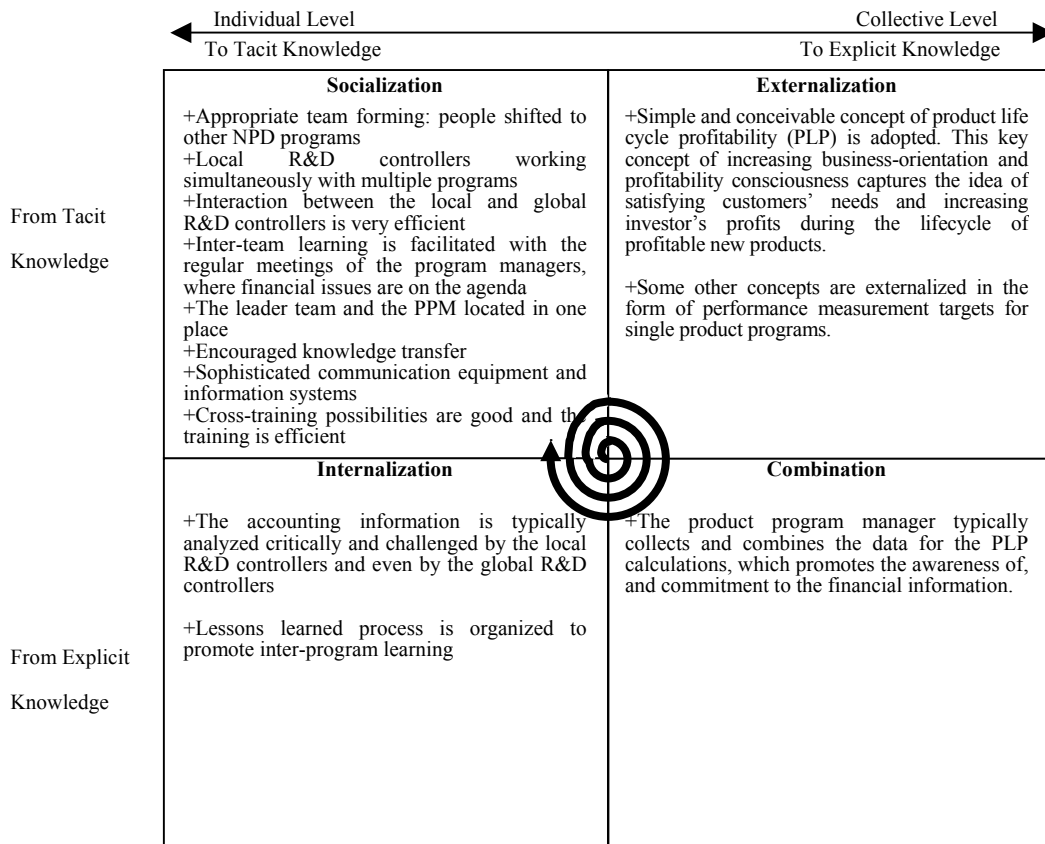 Individual Level
Collective Level
To Tacit Knowledge
To Explicit Knowledge
Socialization
+Appropriate team forming: people shifted to
other NPD programs
+Local R&D controllers working
simultaneously with multiple programs
+Interaction between the local and global
R&D controllers is very efficient
+Inter-team learning is facilitated with the
regular meetings of the program managers,
where financial issues are on the agenda
+The leader team and the PPM located in one
place
+Encouraged knowledge transfer
+Sophisticated communication equipment and
information systems
+Cross-training possibilities are good and the
training is efficient
Externalization
+Simple and conceivable concept of product life
cycle profitability (PLP) is adopted. This key
concept of increasing business-orientation and
profitability consciousness captures the idea of
satisfying customers' needs and increasing
investor's profits during the lifecycle of
profitable new products.
+Some other concepts are externalized in the
form of performance measurement targets for
single product programs.
From Tacit
Knowledge
Internalization
+The accounting information is typically
analyzed critically and challenged by the local
R&D controllers and even by the global R&D
controllers
+Lessons learned process is organized to
promote inter-program learning
Combination
+The product program manager typically
collects and combines the data for the PLP
calculations, which promotes the awareness of,
and commitment to the financial information.
From Explicit
Knowledge